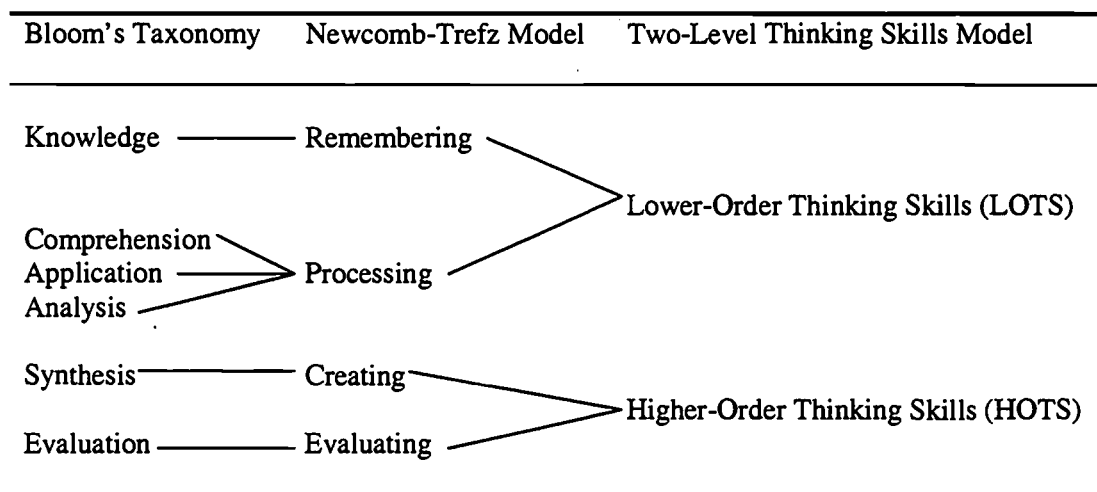 Bloom's Taxonomy Newcomb-Trefz Model Two-Level Thinking Skills Model
Knowledge Remembering
Lower-Order Thinking Skills (LOTS)
Comprehension
Application Processing
Analysis
Synthesis Creating
Higher-Order Thinking Skills (HOTS)
Evaluation Evaluating